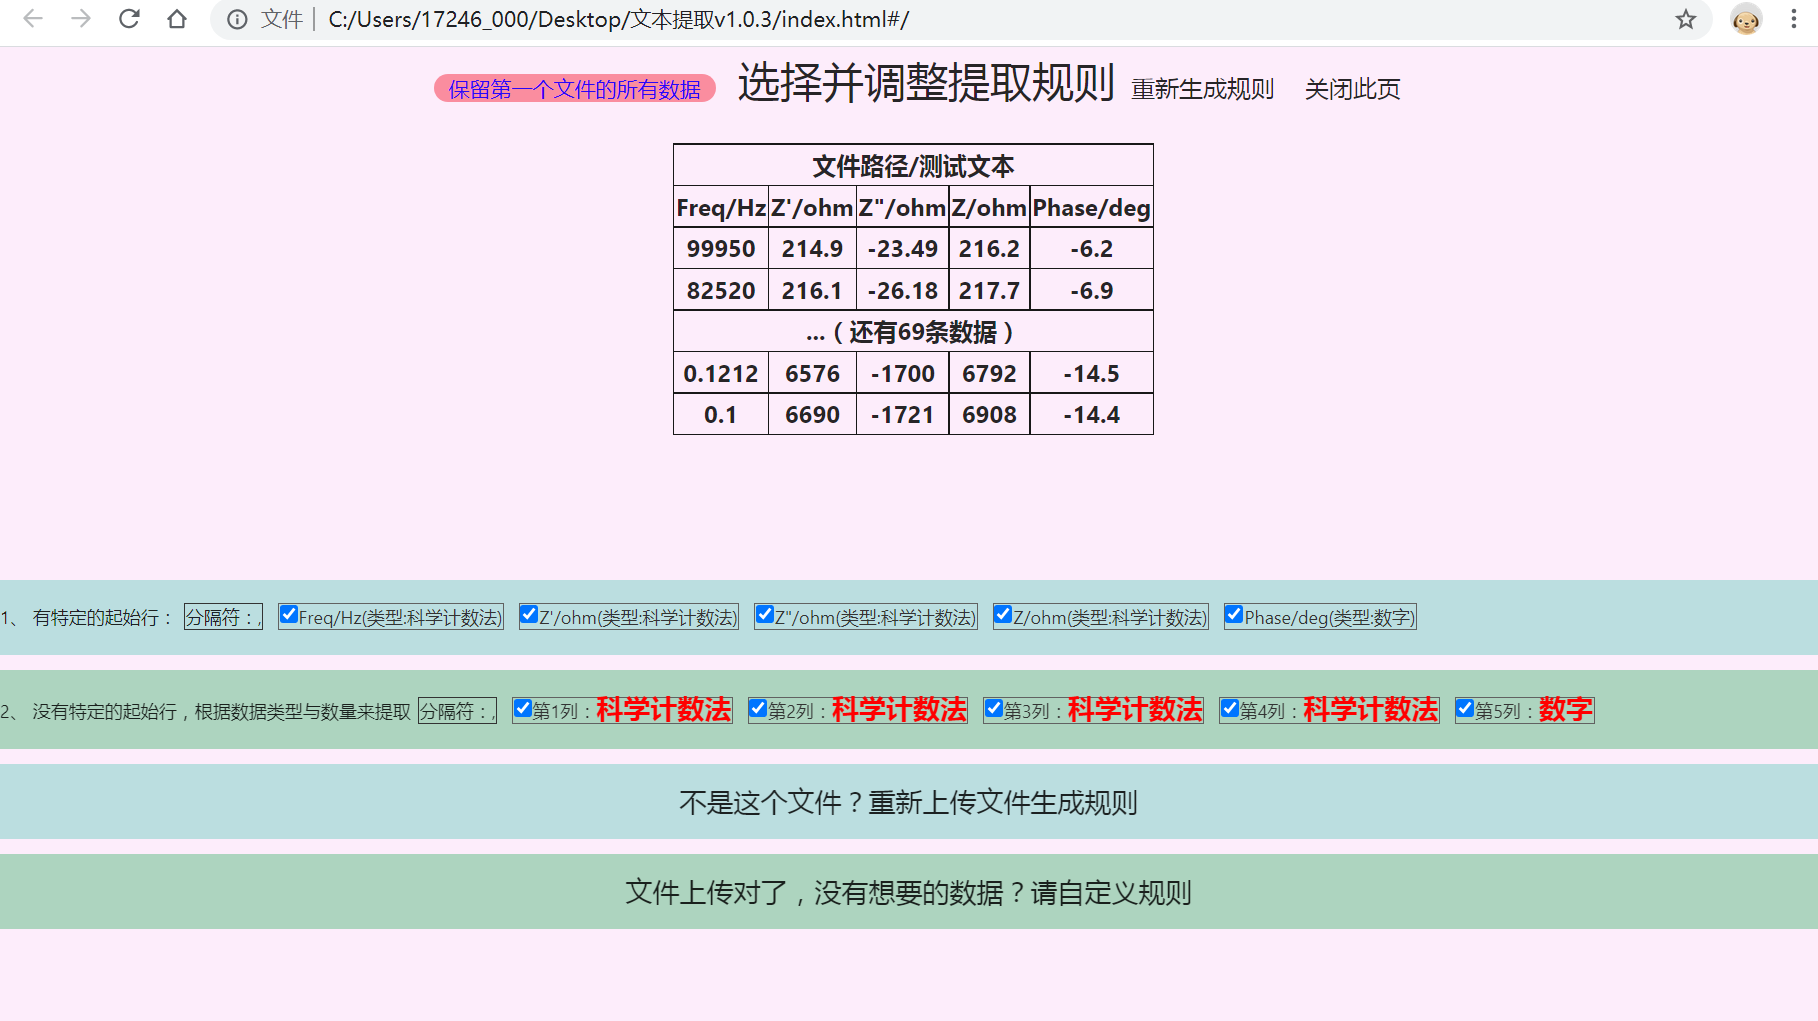 文件 | C:/Users/17246_000/Desktop/文本提取v1.0.3/index.html#/
保留第一个文件的所有数据 选择并调整提取规则 重新生成规则 关闭此页
文件路径/测试文本
Freq/Hz Z'/ohm Z"/ohm Z/ohm Phase/deg
99950 214.9 -23.49 216.2 -6.2
82520 216.1 -26.18 217.7 -6.9
...（还有69条数据）
0.1212 6576 -1700 6792 -14.5
0.1 6690 -1721 6908 -14.4
1、 有特定的起始行： 分隔符：, Freq/Hz(类型:科学计数法) Z'/ohm(类型:科学计数法) Z"/ohm(类型:科学计数法) Z/ohm(类型:科学计数法) Phase/deg(类型:数字)
2、 没有特定的起始行，根据数据类型与数量来提取 分隔符：, 第1列：科学计数法 第2列：科学计数法 第3列：科学计数法 第4列：科学计数法 第5列：数字
不是这个文件？重新上传文件生成规则
文件上传对了，没有想要的数据？请自定义规则